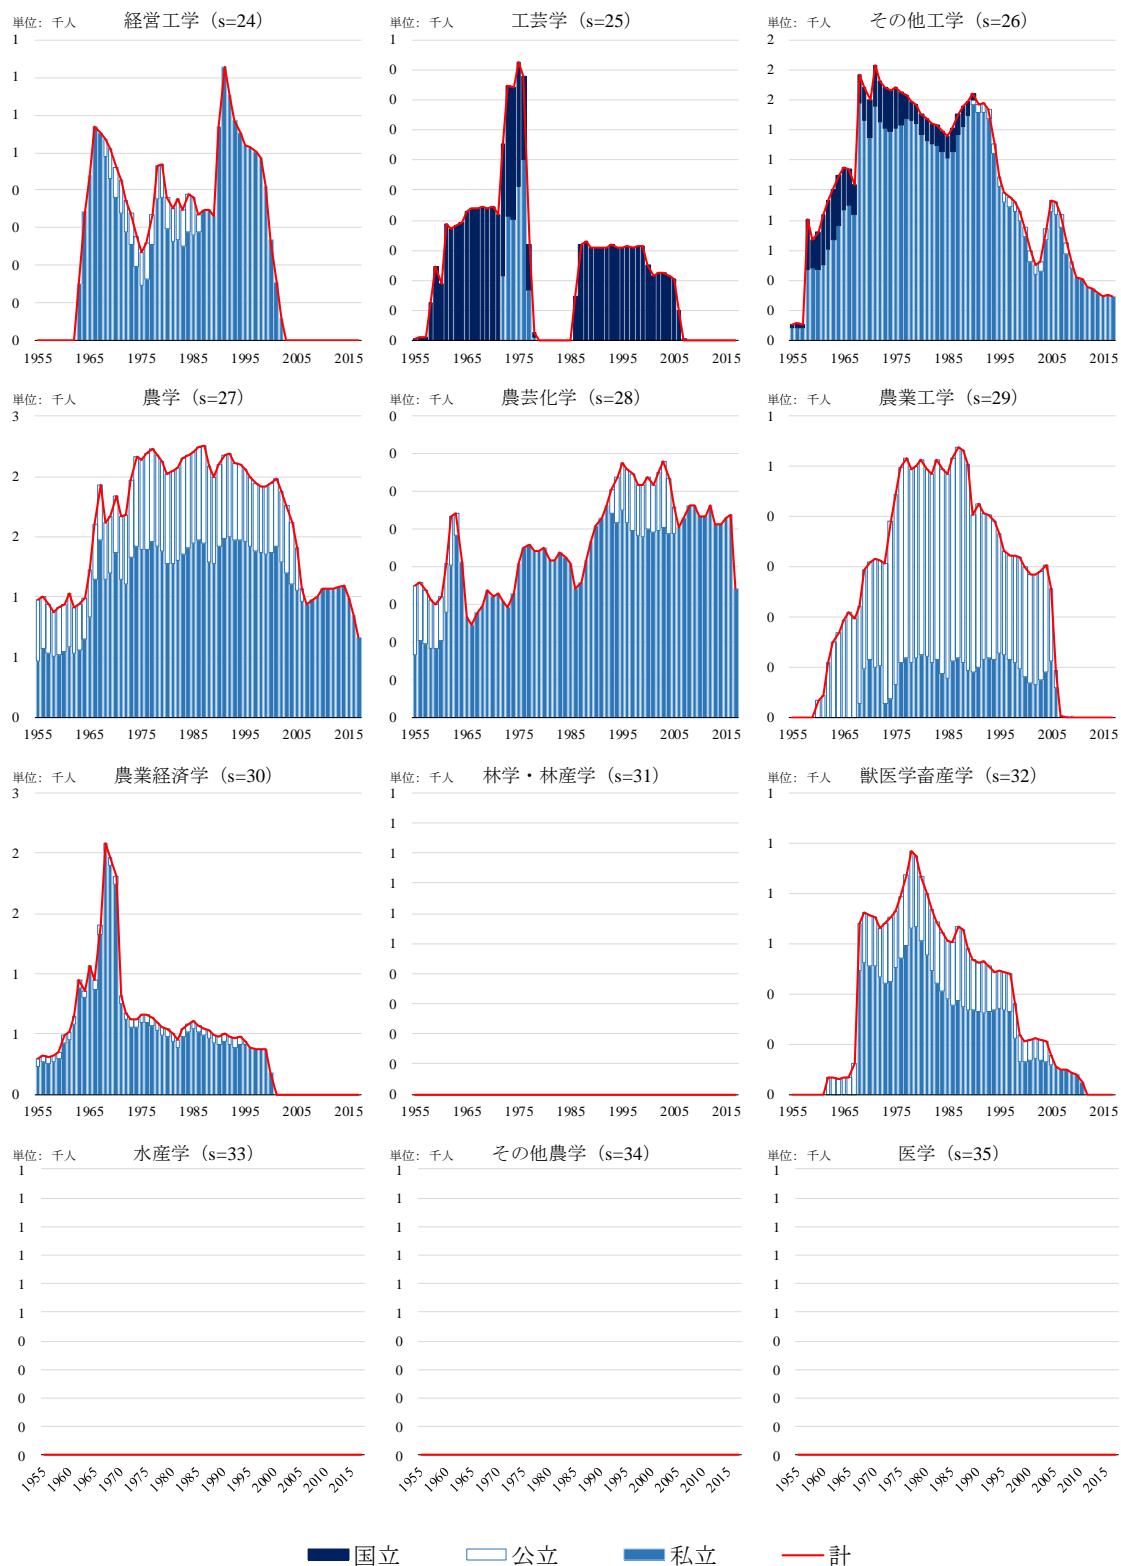 単位：千人
経営工学（s=24）
1
1
1
1
0
0
0
0
0
1955 1965 1975 1985 1995 2005 2015
単位：千人
工芸学（s=25）
1
0
0
0
0
0
0
0
0
0
0
1955 1965 1975 1985 1995 2005 2015
単位：千人
その他工学（s=26）
2
2
2
1
1
1
1
1
0
0
0
1955 1965 1975 1985 1995 2005 2015
単位：千人
農学（s=27）
3
2
2
1
1
0
1955 1965 1975 1985 1995 2005 2015
単位：千人
農芸化学（s=28）
0
0
0
0
0
0
0
0
0
1955 1965 1975 1985 1995 2005 2015
単位：千人
農業工学（s=29）
1
1
0
0
0
0
0
1955 1965 1975 1985 1995 2005 2015
単位：千人
農業経済学（s=30）
3
2
2
1
1
0
1955 1965 1975 1985 1995 2005 2015
単位：千人
林学・林産学（s=31）
1
1
1
1
1
1
0
0
0
0
0
1955 1965 1975 1985 1995 2005 2015
単位：千人
獣医学畜産学（s=32）
1
1
1
1
0
0
0
1955 1965 1975 1985 1995 2005 2015
単位：千人
水産学（s=33）
1
1
1
1
1
1
0
0
0
0
0
1955 1960 1965 1970 1975 1980 1985 1990 1995 2000 2005 2010 2015
単位：千人
その他農学（s=34）
1
1
1
1
1
1
0
0
0
0
0
1955 1960 1965 1970 1975 1980 1985 1990 1995 2000 2005 2010 2015
単位：千人
医学（s=35）
1
1
1
1
1
1
0
0
0
0
0
1955 1960 1965 1970 1975 1980 1985 1990 1995 2000 2005 2010 2015
国立 公立 私立 計